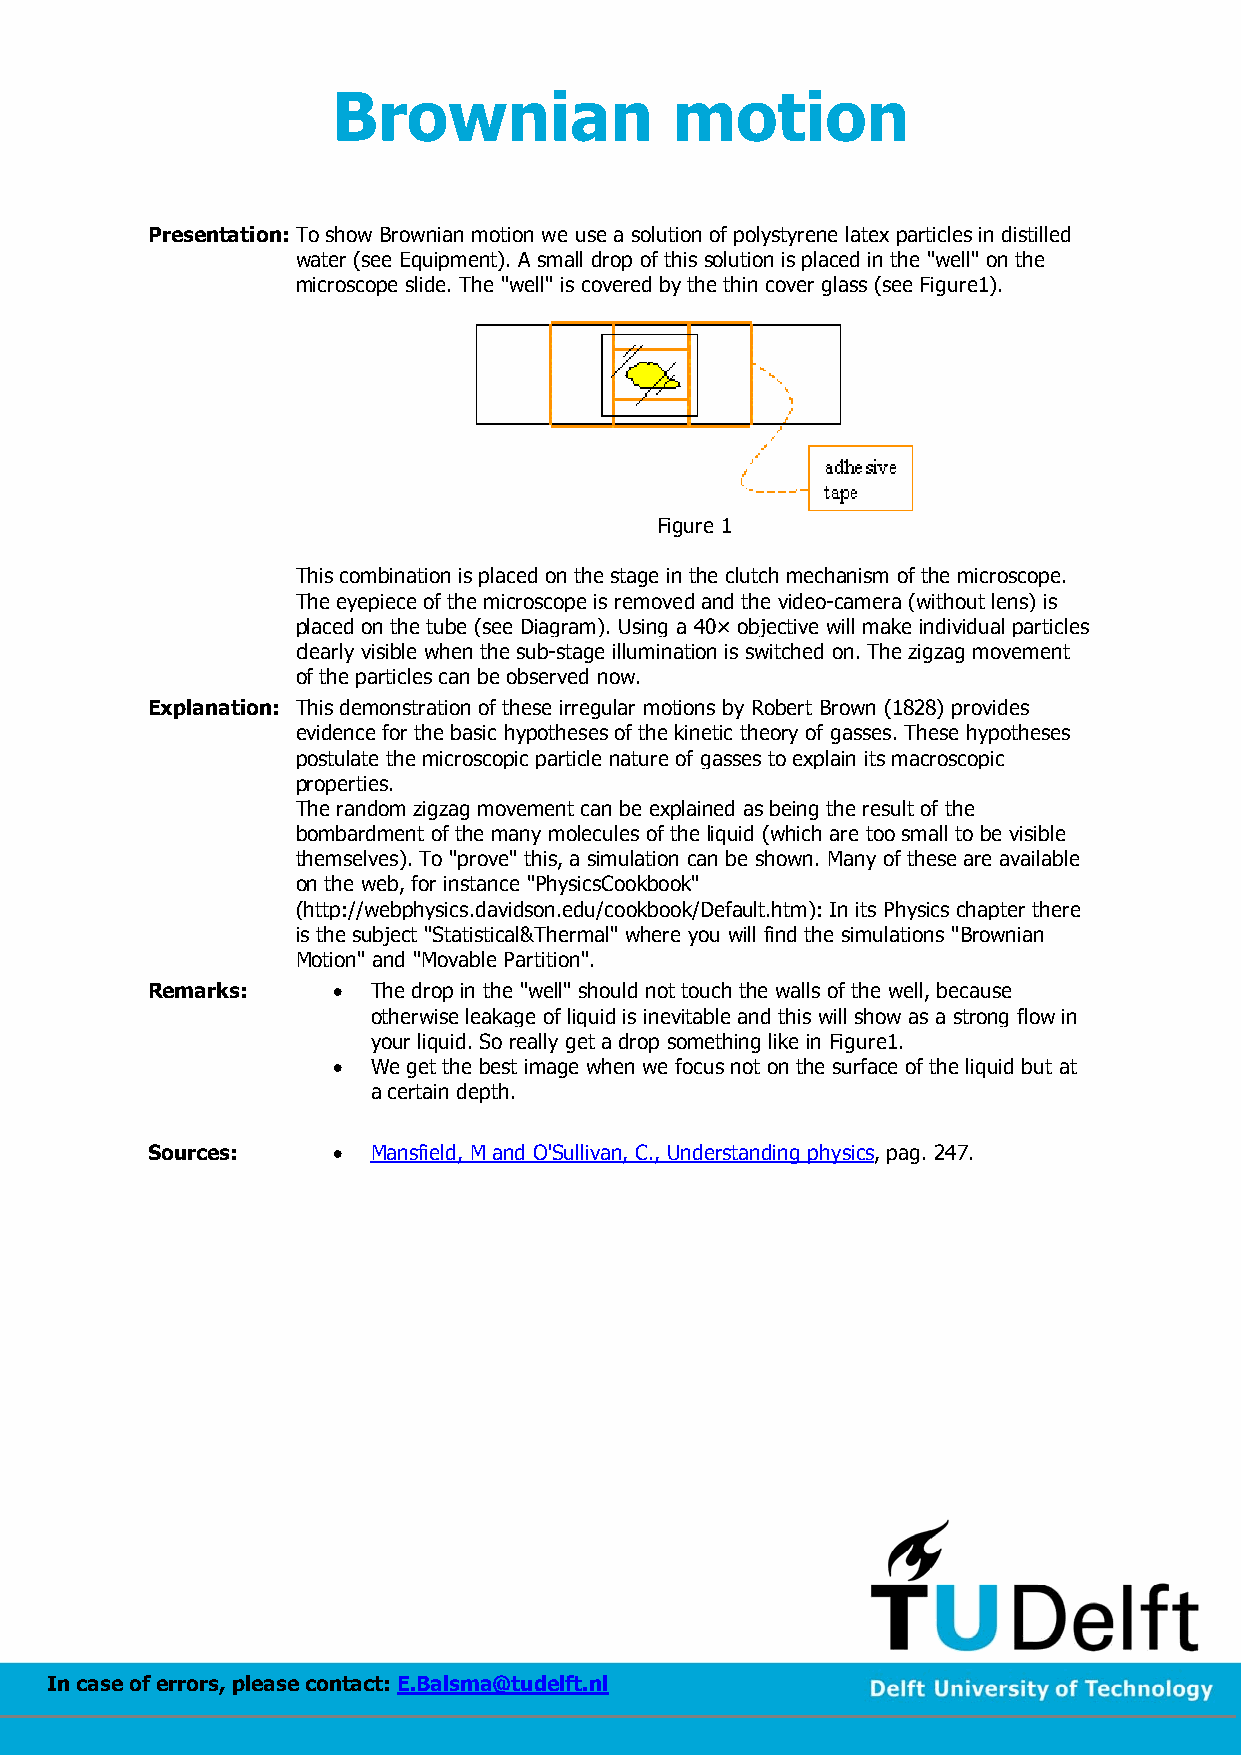 Brownian motion
Presentation: To show Brownian motion we use a solution of polystyrene latex particles in distilled
water (see Equipment). A small drop of this solution is placed in the "well" on the
microscope slide. The "well" is covered by the thin cover glass (see Figure1).
adhesive
tape
Figure 1
This combination is placed on the stage in the clutch mechanism of the microscope.
The eyepiece of the microscope is removed and the video-camera (without lens) is
placed on the tube (see Diagram). Using a 40× objective will make individual particles
clearly visible when the sub-stage illumination is switched on. The zigzag movement
of the particles can be observed now.
Explanation: This demonstration of these irregular motions by Robert Brown (1828) provides
evidence for the basic hypotheses of the kinetic theory of gasses. These hypotheses
postulate the microscopic particle nature of gasses to explain its macroscopic
properties.
The random zigzag movement can be explained as being the result of the
bombardment of the many molecules of the liquid (which are too small to be visible
themselves). To "prove" this, a simulation can be shown. Many of these are available
on the web, for instance "PhysicsCookbook"
(http://webphysics.davidson.edu/cookbook/Default.htm): In its Physics chapter there
is the subject "Statistical&Thermal" where you will find the simulations "Brownian
Motion" and "Movable Partition".
Remarks: • The drop in the "well" should not touch the walls of the well, because
otherwise leakage of liquid is inevitable and this will show as a strong flow in
your liquid. So really get a drop something like in Figure1.
• We get the best image when we focus not on the surface of the liquid but at
a certain depth.
Sources: • Mansfield, M and O'Sullivan, C., Understanding physics, pag. 247.
TUDelft
In case of errors, please contact: E.Balsma@tudelft.nl
Delft University of Technology